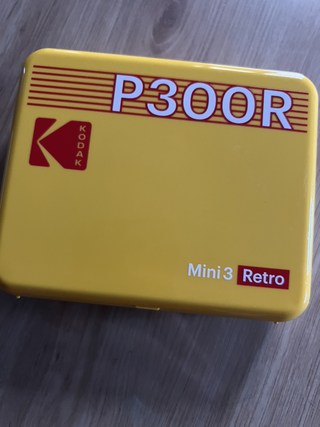 P300R
KODAK
Mini 3 Retro